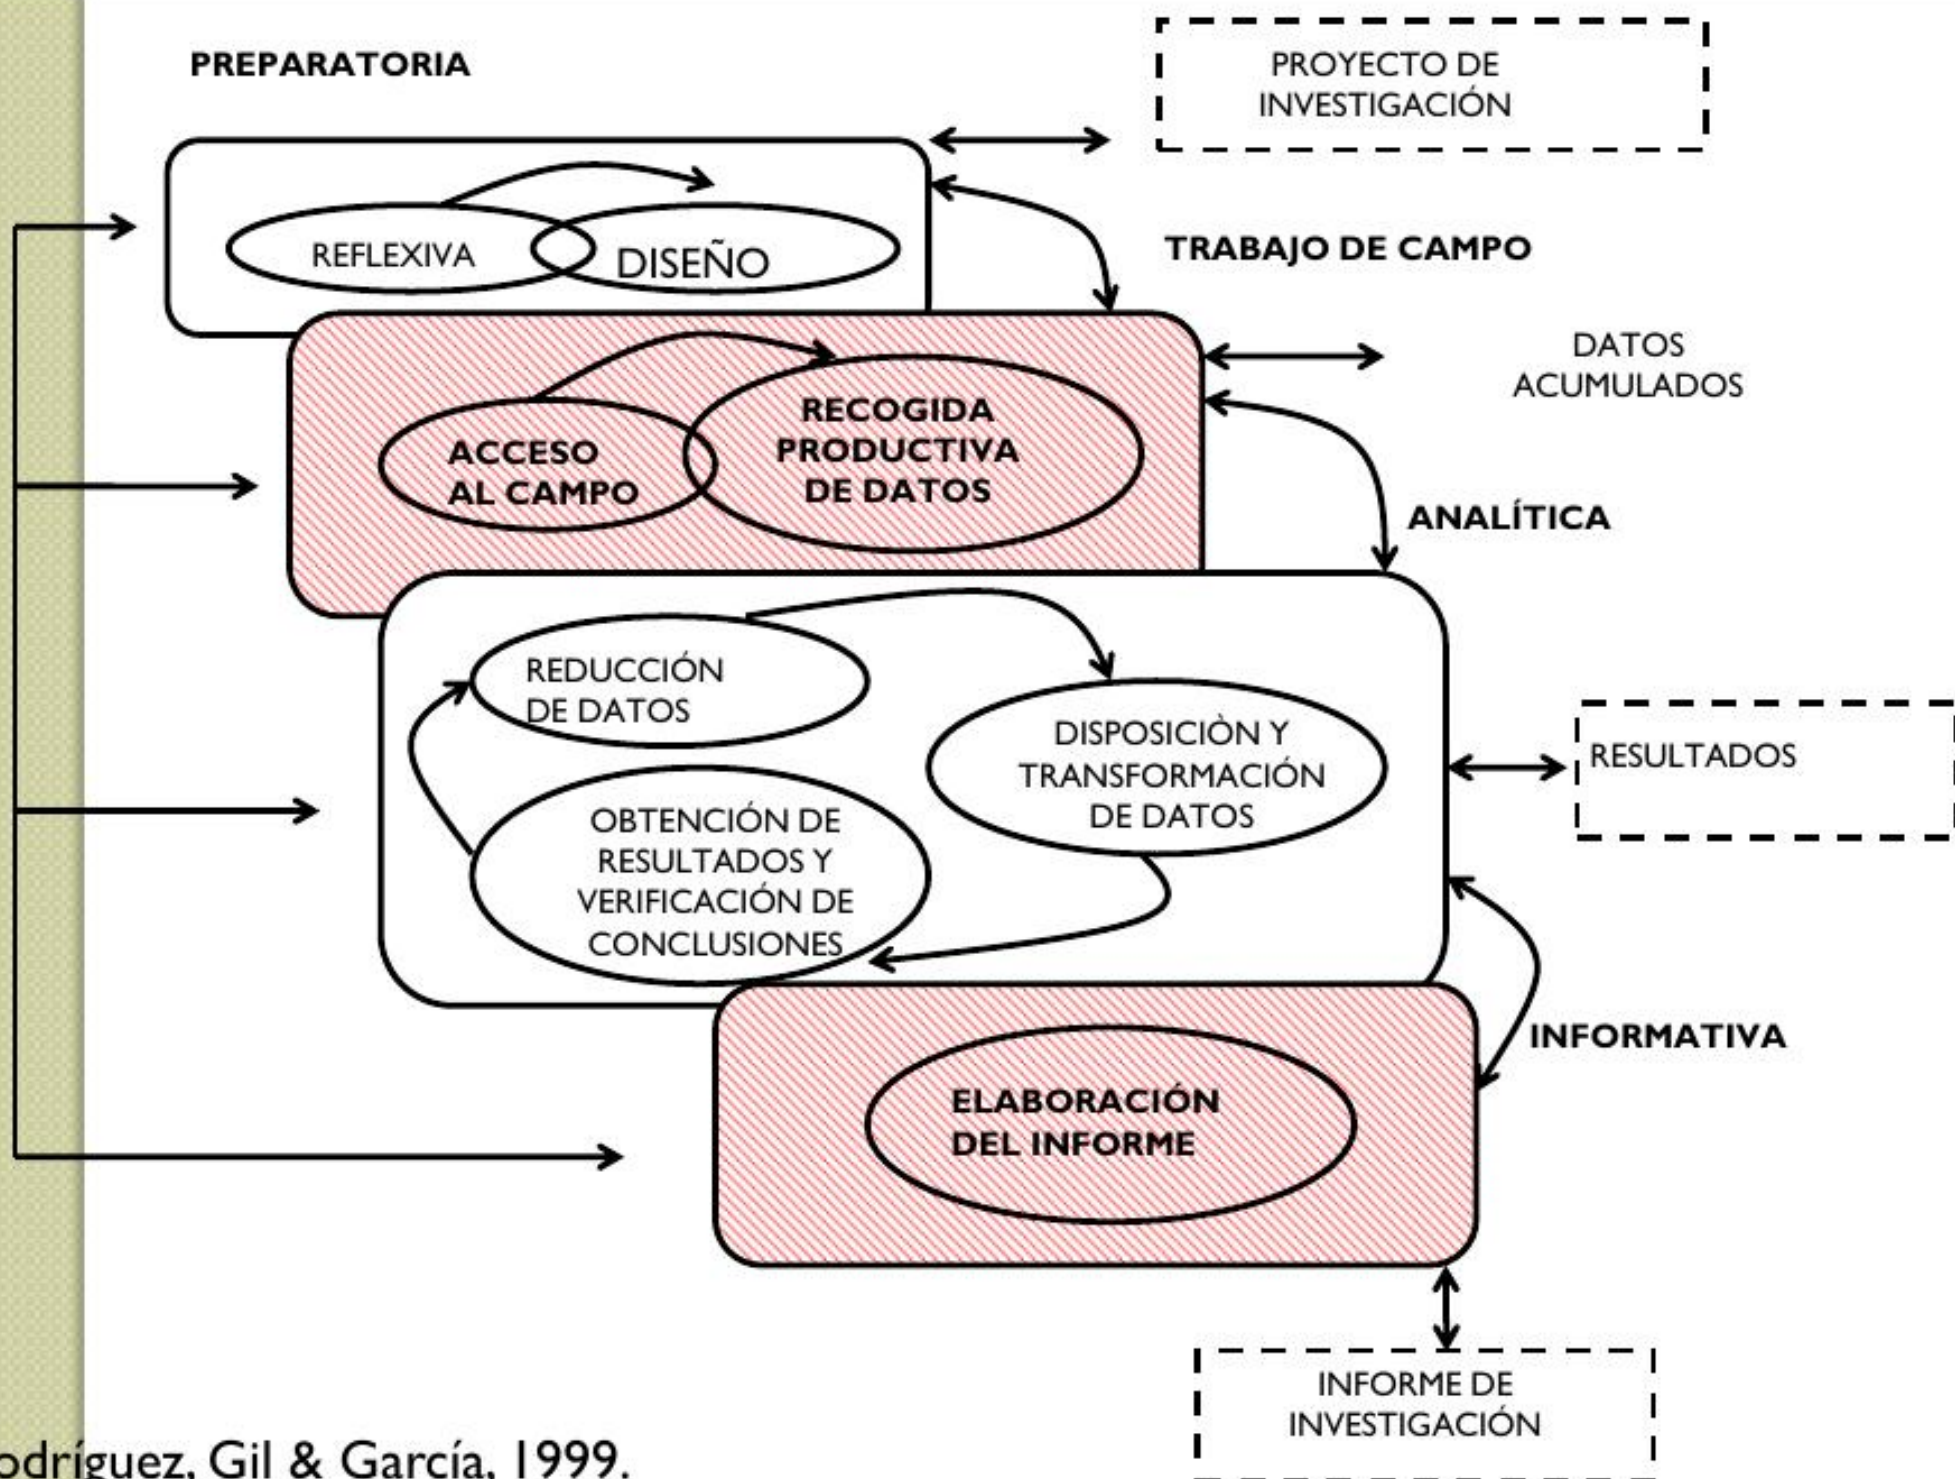 PREPARATORIA
PROYECTO DE
INVESTIGACIÓN
REFLEXIVA
DISEÑO
TRABAJO DE CAMPO
DATOS
ACUMULADOS
ACCESO
AL CAMPO
RECOGIDA
PRODUCTIVA
DE DATOS
ANALÍTICA
REDUCCIÓN
DE DATOS
DISPOSICIÒN Y
TRANSFORMACIÓN
DE DATOS
RESULTADOS
OBTENCIÓN DE
RESULTADOS Y
VERIFICACIÓN DE
CONCLUSIONES
INFORMATIVA
ELABORACIÓN
DEL INFORME
INFORME DE
INVESTIGACIÓN
odríguez, Gil & García, 1999.